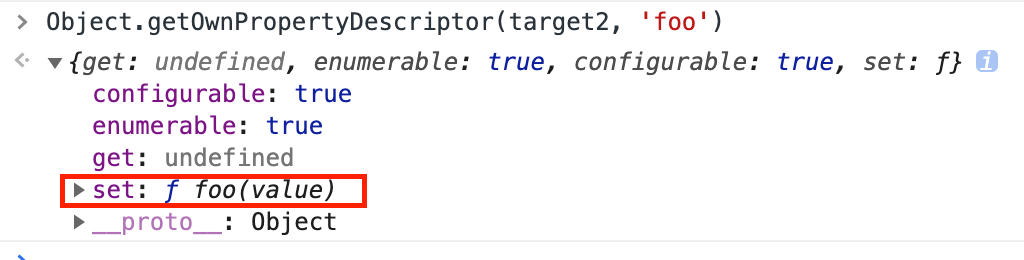 Object.getOwnPropertyDescriptor(target2, 'foo')
{get: undefined, enumerable: true, configurable: true, set: ƒ} i
configurable: true
enumerable: true
get: undefined
set: ƒ foo(value)
__proto__: Object